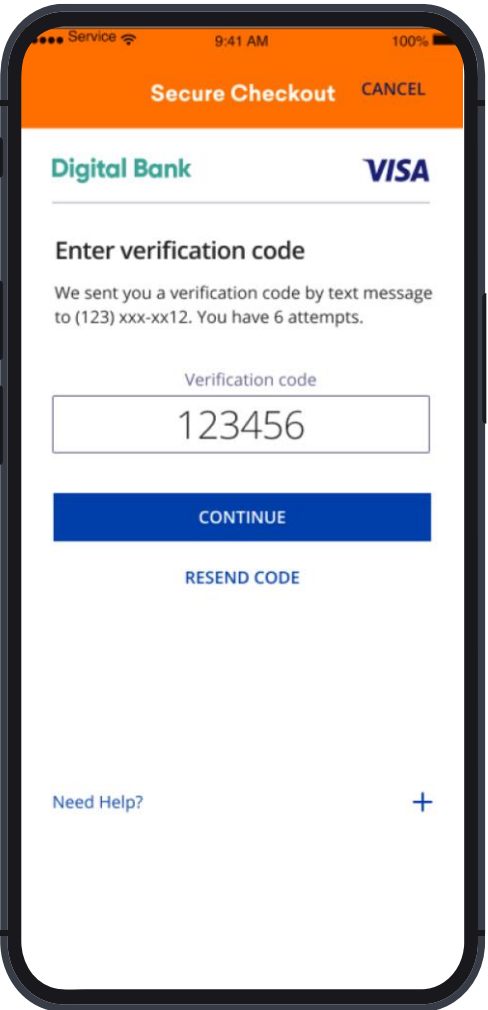 Service 9:41 AM 100%
Secure Checkout CANCEL
Digital Bank VISA
Enter verification code
We sent you a verification code by text message
to (123) xxx-xx12. You have 6 attempts.
Verification code
123456
CONTINUE
RESEND CODE
Need Help? +